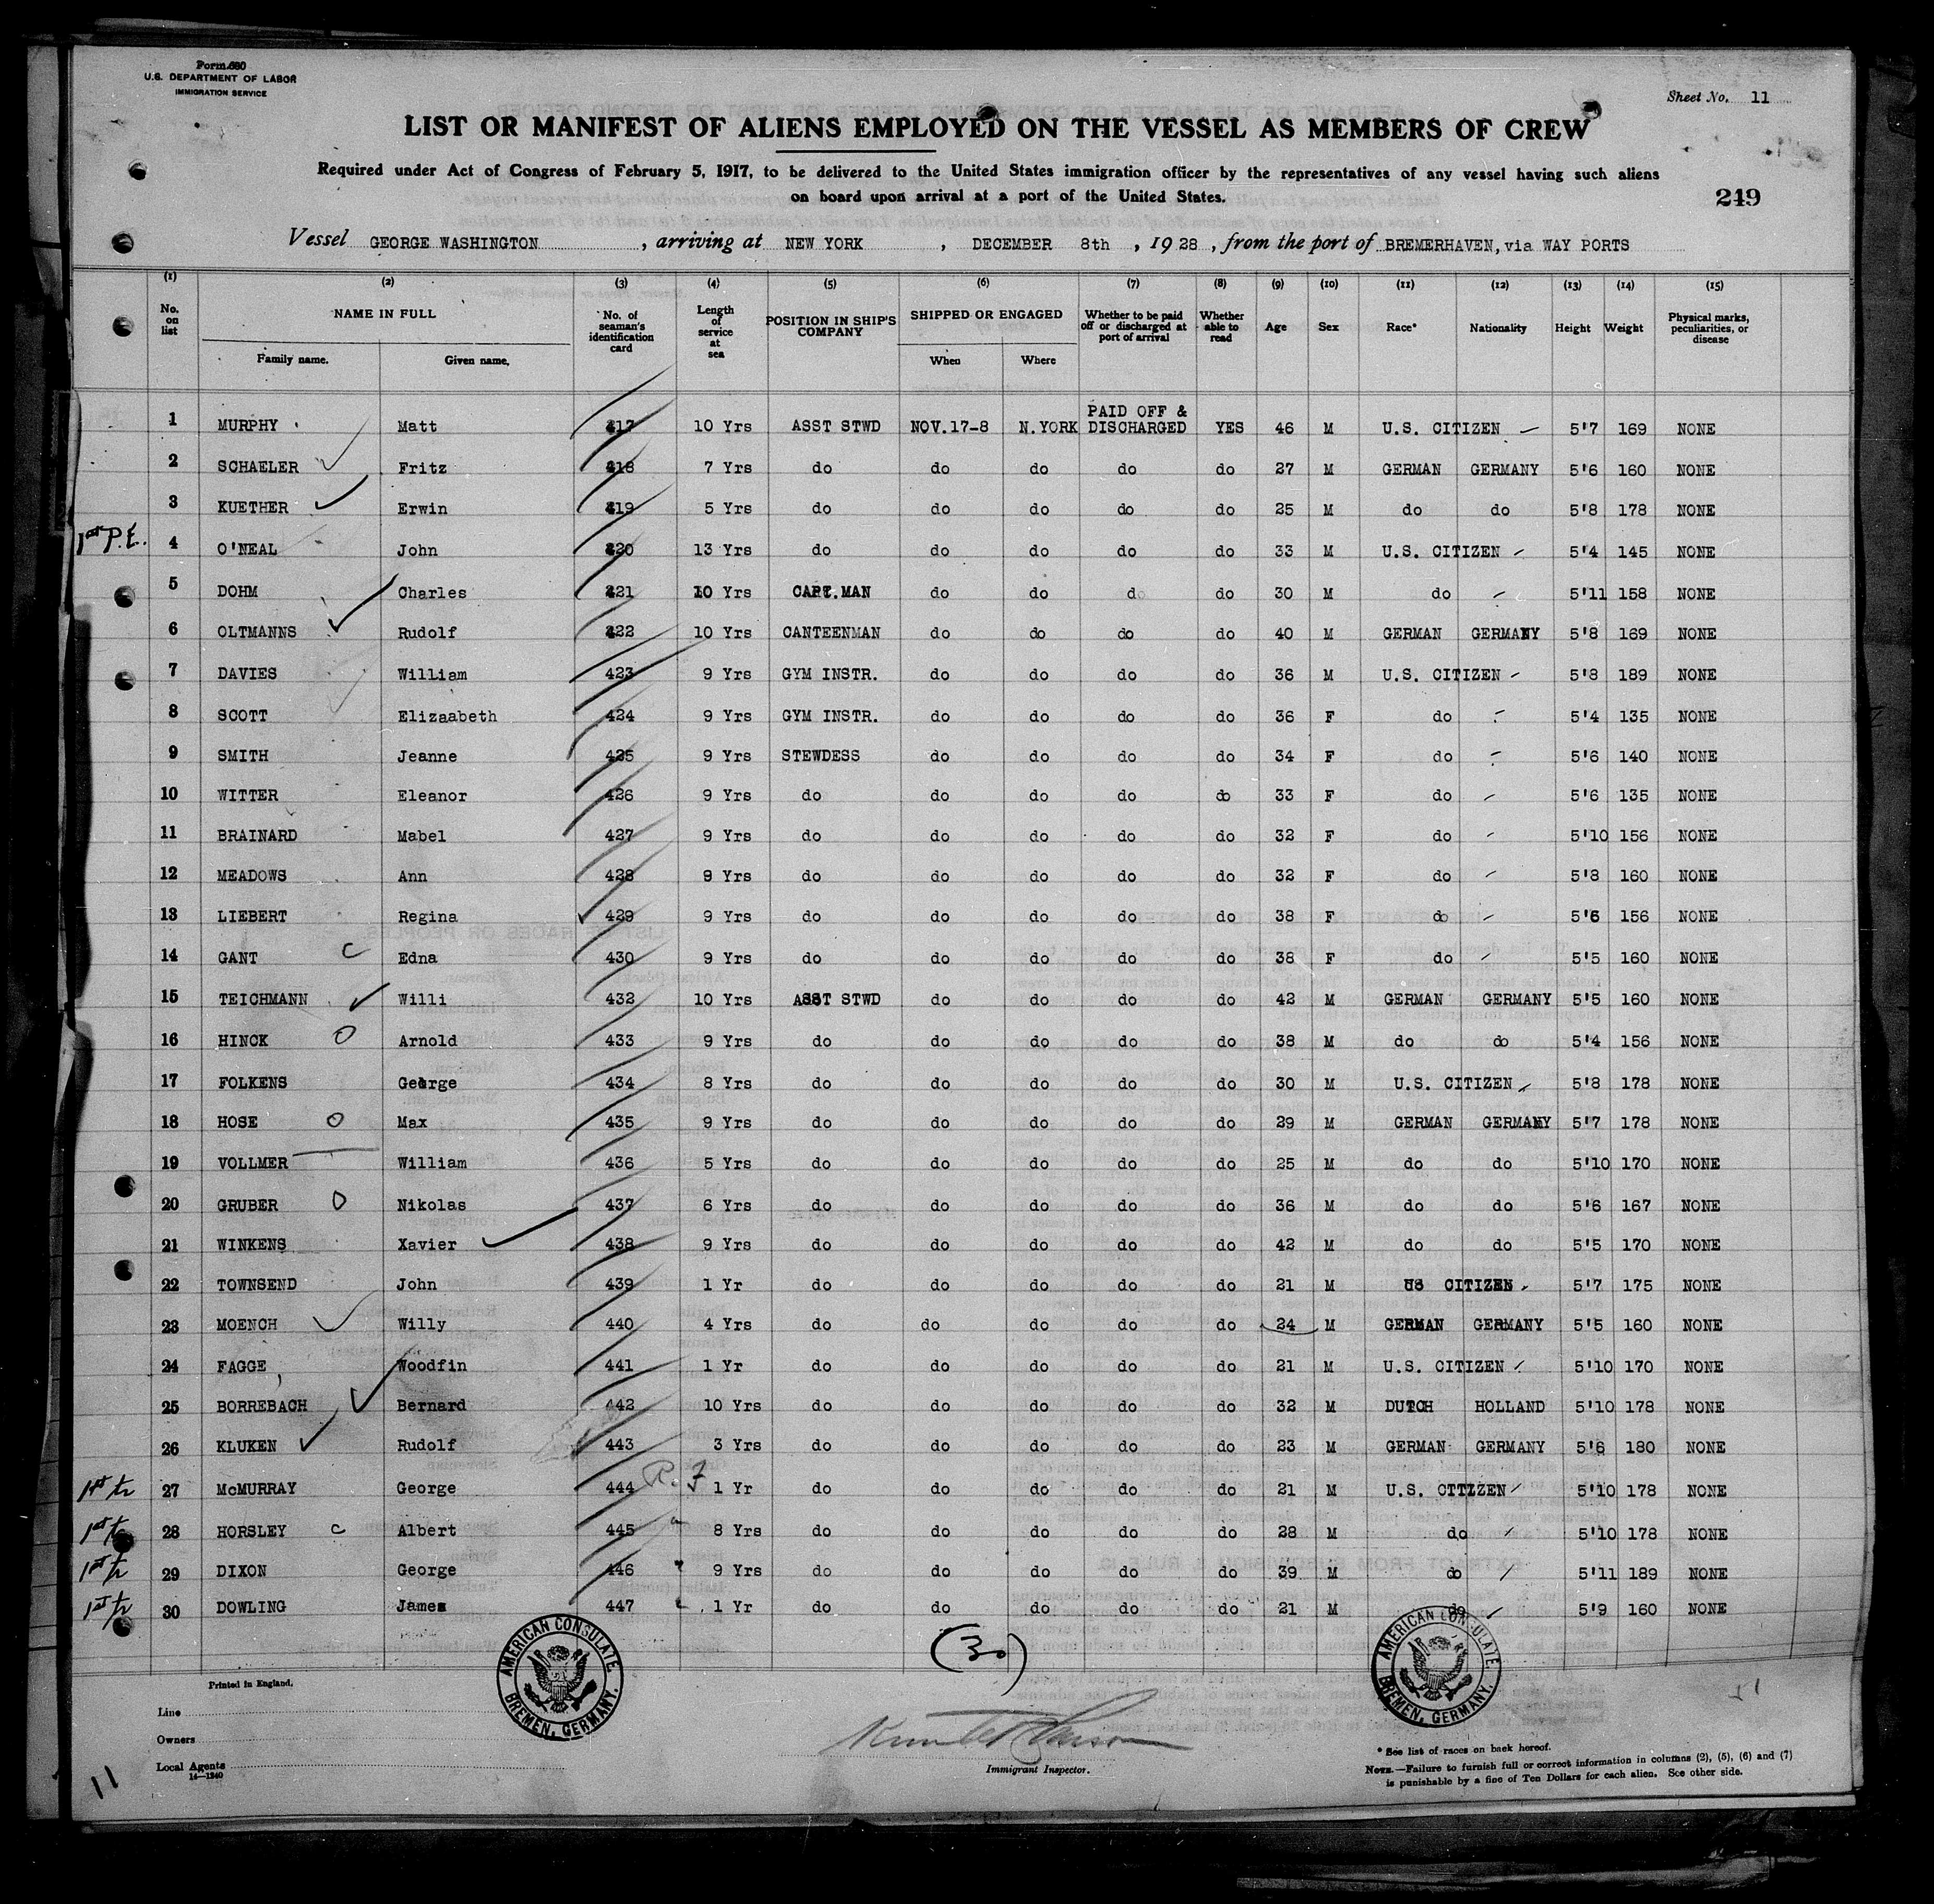 Form 680
U.S. DEPARTMENT OF LABOR
IMMIGRATION SERVICE
Sheet No. 11
LIST OR MANIFEST OF ALIENS EMPLOYED ON THE VESSEL AS MEMBERS OF CREW
Required under Act of Congress of February 5, 1917, to be delivered to the United States immigration officer by the representatives of any vessel having such aliens
on board upon arrival at a port of the United States.
249
Vessel GEORGE WASHINGTON, arriving at NEW YORK, DECEMBER 8th, 1928, from the port of BREMERHAVEN, via WAY PORTS
(1) (2) (3) (4) (5) (6) (7) (8) (9) (10) (11) (12) (13) (14) (15)
No. on list NAME IN FULL Family name. Given name. No. of seaman's identification card Length of service at sea POSITION IN SHIP'S COMPANY SHIPPED OR ENGAGED When Where Whether to be paid off or discharged at port of arrival Whether able to read Age Sex Race* Nationality Height Weight Physical marks, peculiarities, or disease
1 MURPHY Matt 417 10 Yrs ASST STWD NOV.17-8 N.YORK PAID OFF & DISCHARGED YES 46 M U.S. CITIZEN 5'7 169 NONE
2 SCHAELER Fritz 418 7 Yrs do do do do do 27 M GERMAN GERMANY 5'6 160 NONE
3 KUETHER Erwin 419 5 Yrs do do do do do 25 M do do 5'8 178 NONE
1st P.E. 4 O'NEAL John 420 13 Yrs do do do do do 33 M U.S. CITIZEN 5'4 145 NONE
5 DOHM Charles 421 10 Yrs CAPT.MAN do do do do 30 M do 5'11 158 NONE
6 OLTMANNS Rudolf 422 10 Yrs CANTEENMAN do do do do 40 M GERMAN GERMANY 5'8 169 NONE
7 DAVIES William 423 9 Yrs GYM INSTR. do do do do 36 M U.S. CITIZEN 5'8 189 NONE
8 SCOTT Elizaabeth 424 9 Yrs GYM INSTR. do do do do 36 F do 5'4 135 NONE
9 SMITH Jeanne 425 9 Yrs STEWDESS do do do do 34 F do 5'6 140 NONE
10 WITTER Eleanor 426 9 Yrs do do do do do 33 F do 5'6 135 NONE
11 BRAINARD Mabel 427 9 Yrs do do do do do 32 F do 5'10 156 NONE
12 MEADOWS Ann 428 9 Yrs do do do do do 32 F do 5'8 160 NONE
13 LIEBERT Regina 429 9 Yrs do do do do do 38 F do 5'6 156 NONE
14 GANT C Edna 430 9 Yrs do do do do do 38 F do 5'5 160 NONE
15 TEICHMANN Willi 432 10 Yrs ASST STWD do do do do 42 M GERMAN GERMANY 5'5 160 NONE
16 HINCK O Arnold 433 9 Yrs do do do do do 38 M do do 5'4 156 NONE
17 FOLKENS George 434 8 Yrs do do do do do 30 M U.S. CITIZEN 5'8 178 NONE
18 HOSE O Max 435 9 Yrs do do do do do 29 M GERMAN GERMANY 5'7 178 NONE
19 VOLLMER William 436 5 Yrs do do do do do 25 M do do 5'10 170 NONE
20 GRUBER O Nikolas 437 6 Yrs do do do do do 36 M do do 5'6 167 NONE
21 WINKENS Xavier 438 9 Yrs do do do do do 42 M do do 5'5 170 NONE
22 TOWNSEND John 439 1 Yr do do do do do 21 M US CITIZEN 5'7 175 NONE
23 MOENCH Willy 440 4 Yrs do do do do do 24 M GERMAN GERMANY 5'5 160 NONE
24 FAGGE Woodfin 441 1 Yr do do do do do 21 M U.S. CITIZEN 5'10 170 NONE
25 BORREBACH Bernard 442 10 Yrs do do do do do 32 M DUTCH HOLLAND 5'10 178 NONE
26 KLUKEN Rudolf 443 3 Yrs do do do do do 23 M GERMAN GERMANY 5'6 180 NONE
1st tr 27 McMURRAY George 444 R.F 1 Yr do do do do do 21 M U.S. CTTZZEN 5'10 178 NONE
1st tr 28 HORSLEY c Albert 445 " 8 Yrs do do do do do 28 M do 5'10 178 NONE
1st tr 29 DIXON George 446 " 9 Yrs do do do do do 39 M do 5'11 189 NONE
1st tr 30 DOWLING James 447 " 1 Yr do do do do do 21 M do 5'9 160 NONE
(30)
AMERICAN CONSULATE. BREMEN, GERMANY.
AMERICAN CONSULATE. BREMEN, GERMANY.
Printed in England.
Line
Owners
Local Agents
14—1240
11
Immigrant Inspector.
* See list of races on back hereof.
NOTE.—Failure to furnish full or correct information in columns (2), (5), (6) and (7)
is punishable by a fine of Ten Dollars for each alien. See other side.